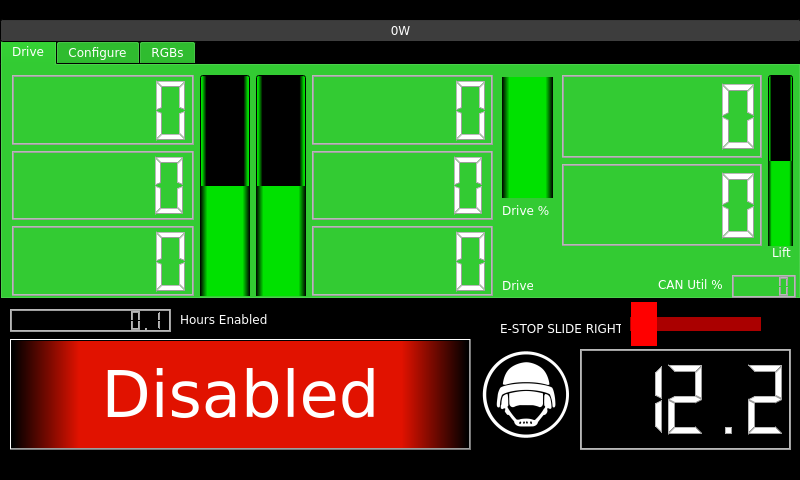 0W
Drive Configure RGBs
0 0 0
0 0 0
Drive %
0 0
Lift
Drive CAN Util % 0
0.1 Hours Enabled
E-STOP SLIDE RIGHT
Disabled 12.2